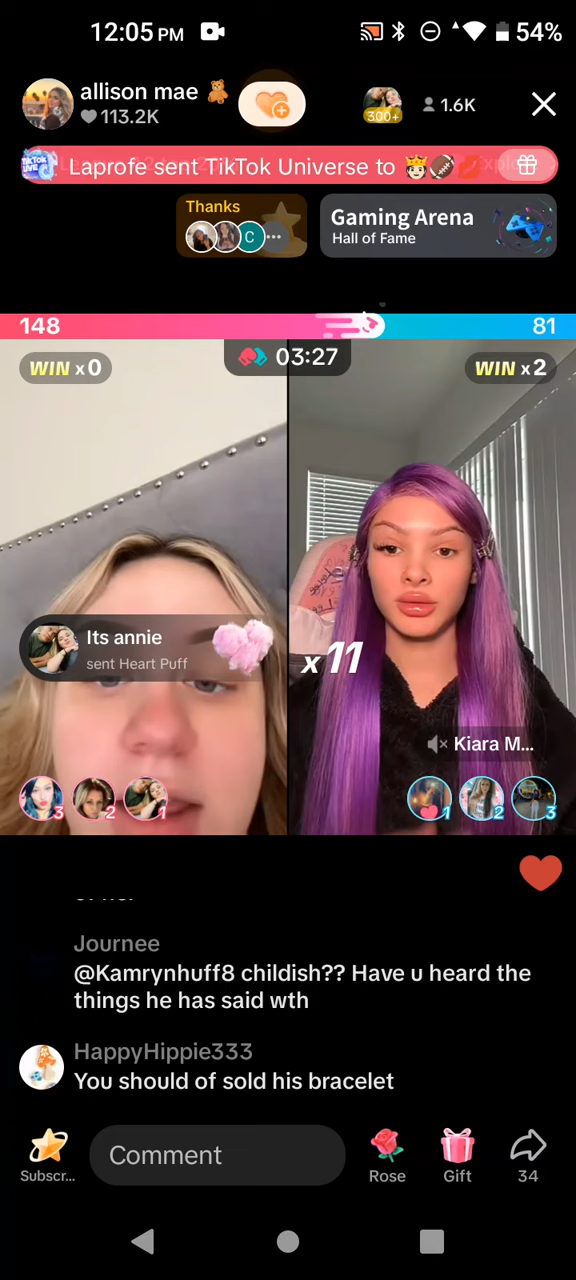 12:05 PM
54%
allison mae 🧸
113.2K
300+
1.6K
TikTok LIVE
Laprofe sent TikTok Universe to 🤴🏻🏈💋
Thanks
C
Gaming Arena
Hall of Fame
148
81
WIN x0
03:27
WIN x2
Its annie
sent Heart Puff
x11
Kiara M...
3
2
1
1
2
3
Journee
@Kamrynhuff8 childish?? Have u heard the
things he has said wth
HappyHippie333
You should of sold his bracelet
Subscr...
Comment
Rose
Gift
34